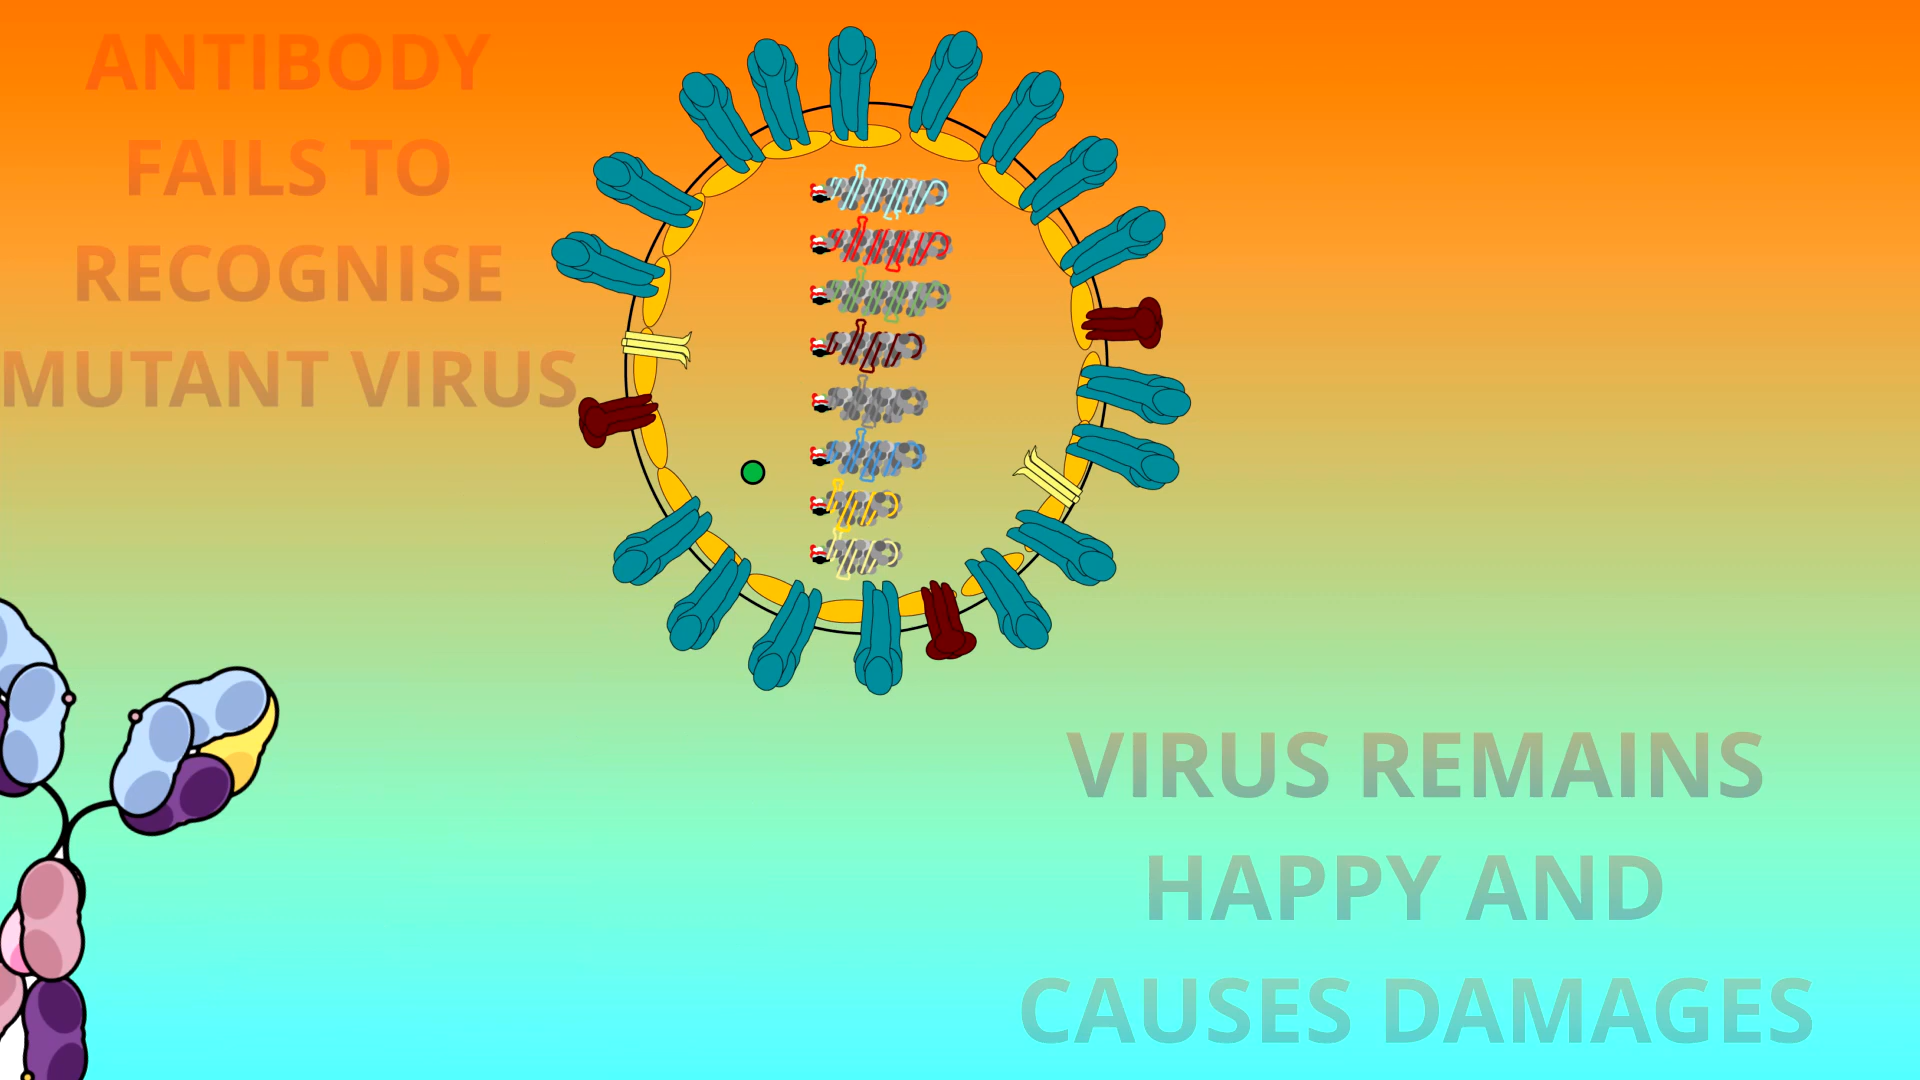 ANTIBODY
FAILS TO
RECOGNISE
MUTANT VIRUS
VIRUS REMAINS
HAPPY AND
CAUSES DAMAGES